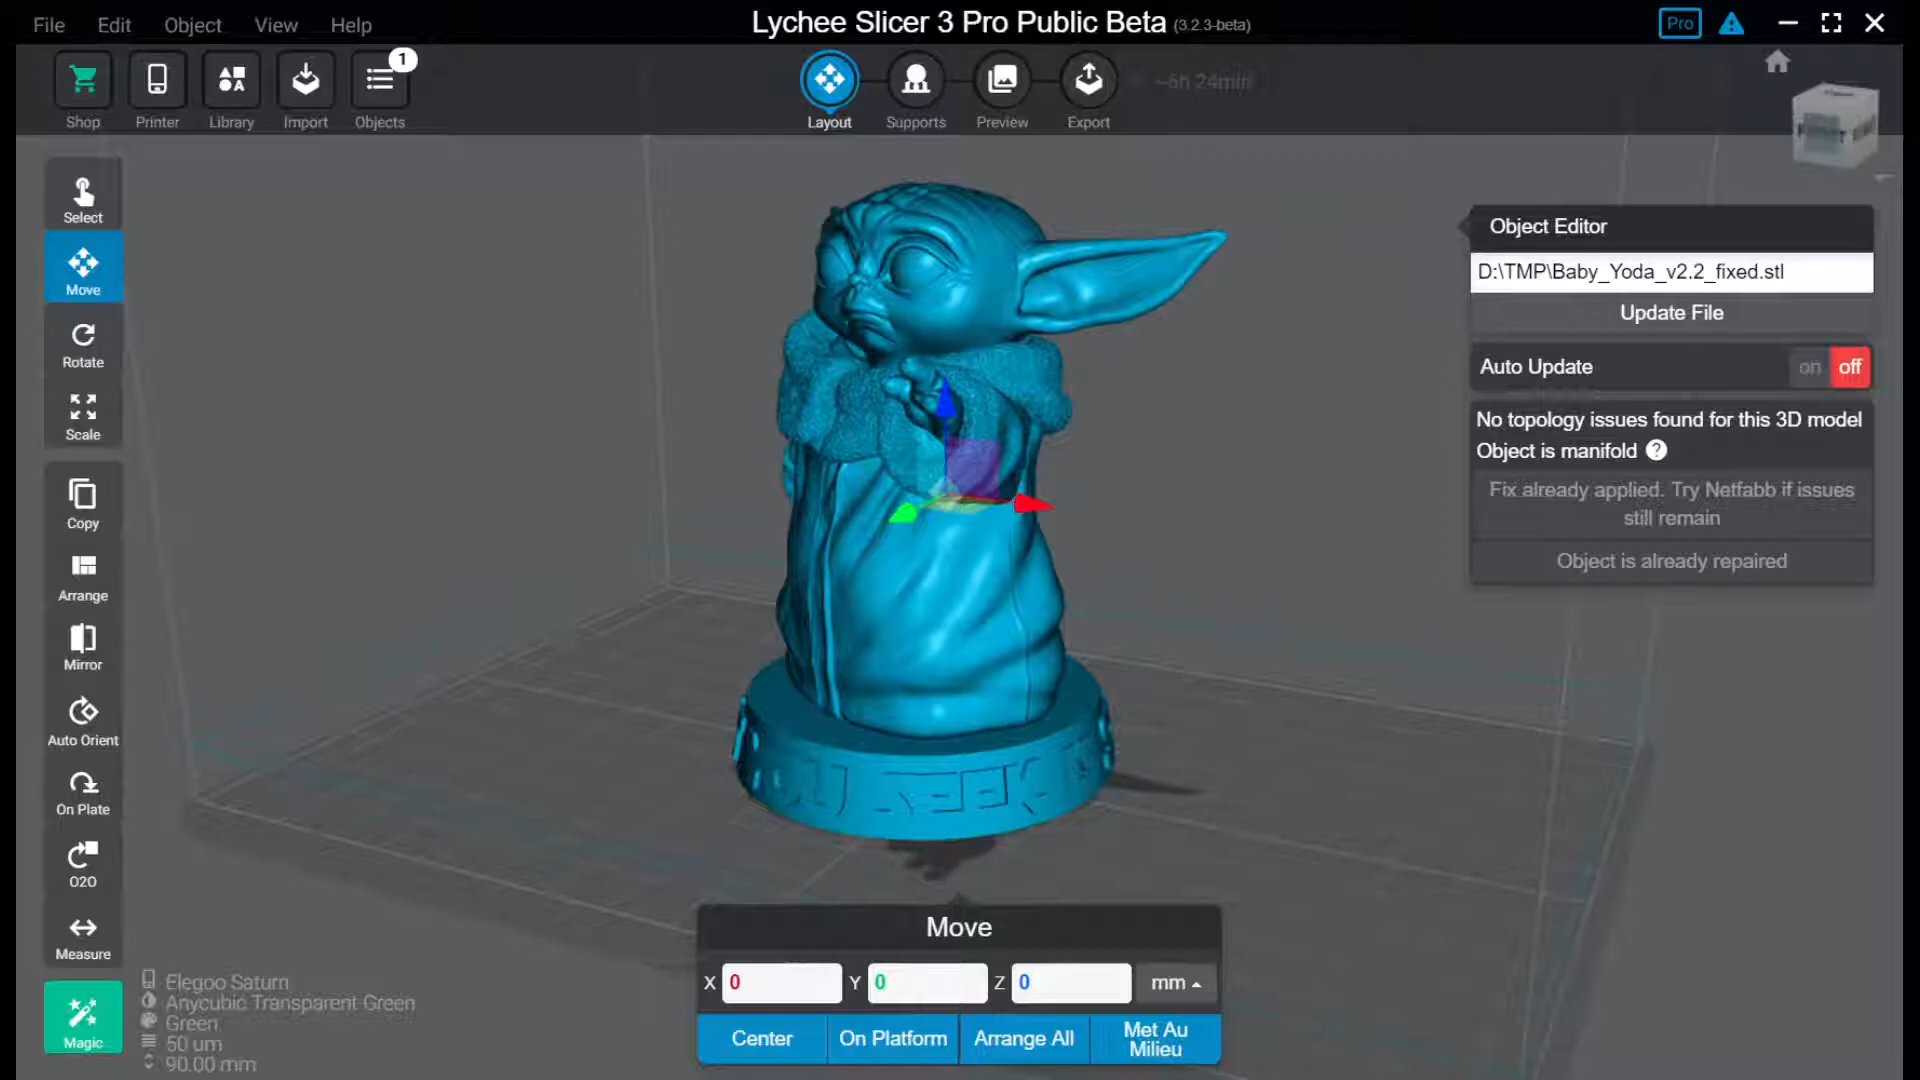 File Edit Object View Help
Lychee Slicer 3 Pro Public Beta (3.2.3-beta)
Pro
1
Shop Printer Library Import Objects
Layout Supports Preview Export
~6h 24min
Select
Move
Rotate
Scale
Copy
Arrange
Mirror
Auto Orient
On Plate
O2O
Measure
Magic
Object Editor
D:\TMP\Baby_Yoda_v2.2_fixed.stl
Update File
Auto Update on off
No topology issues found for this 3D model
Object is manifold ?
Fix already applied. Try Netfabb if issues
still remain
Object is already repaired
SEEK
Elegoo Saturn
Anycubic Transparent Green
Green
50 um
90.00 mm
Move
X 0 Y 0 Z 0 mm
Center On Platform Arrange All Met Au
Milieu